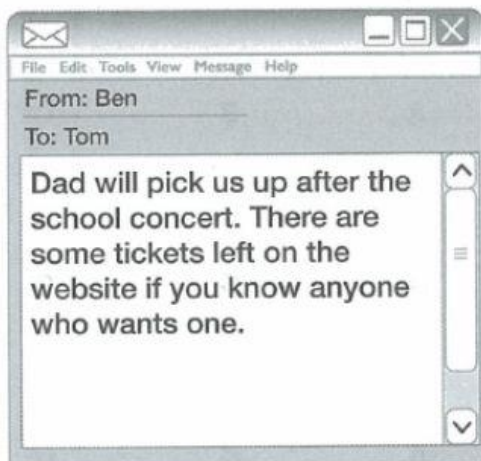 File Edit Tools View Message Help
From: Ben
To: Tom
Dad will pick us up after the
school concert. There are
some tickets left on the
website if you know anyone
who wants one.